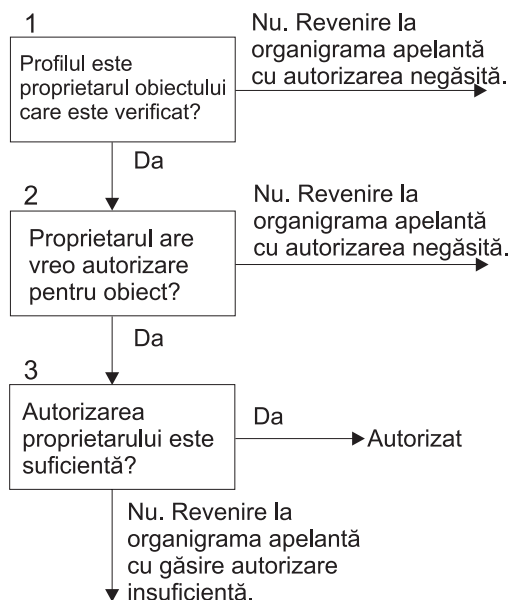 1
Profilul este
proprietarul obiectului
care este verificat?
Nu. Revenire la
organigrama apelantă
cu autorizarea negăsită.
Da
2
Proprietarul are
vreo autorizare
pentru obiect?
Nu. Revenire la
organigrama apelantă
cu autorizarea negăsită.
Da
3
Autorizarea
proprietarului este
suficientă?
Da
Autorizat
Nu. Revenire la
organigrama apelantă
cu găsire autorizare
insuficientă.